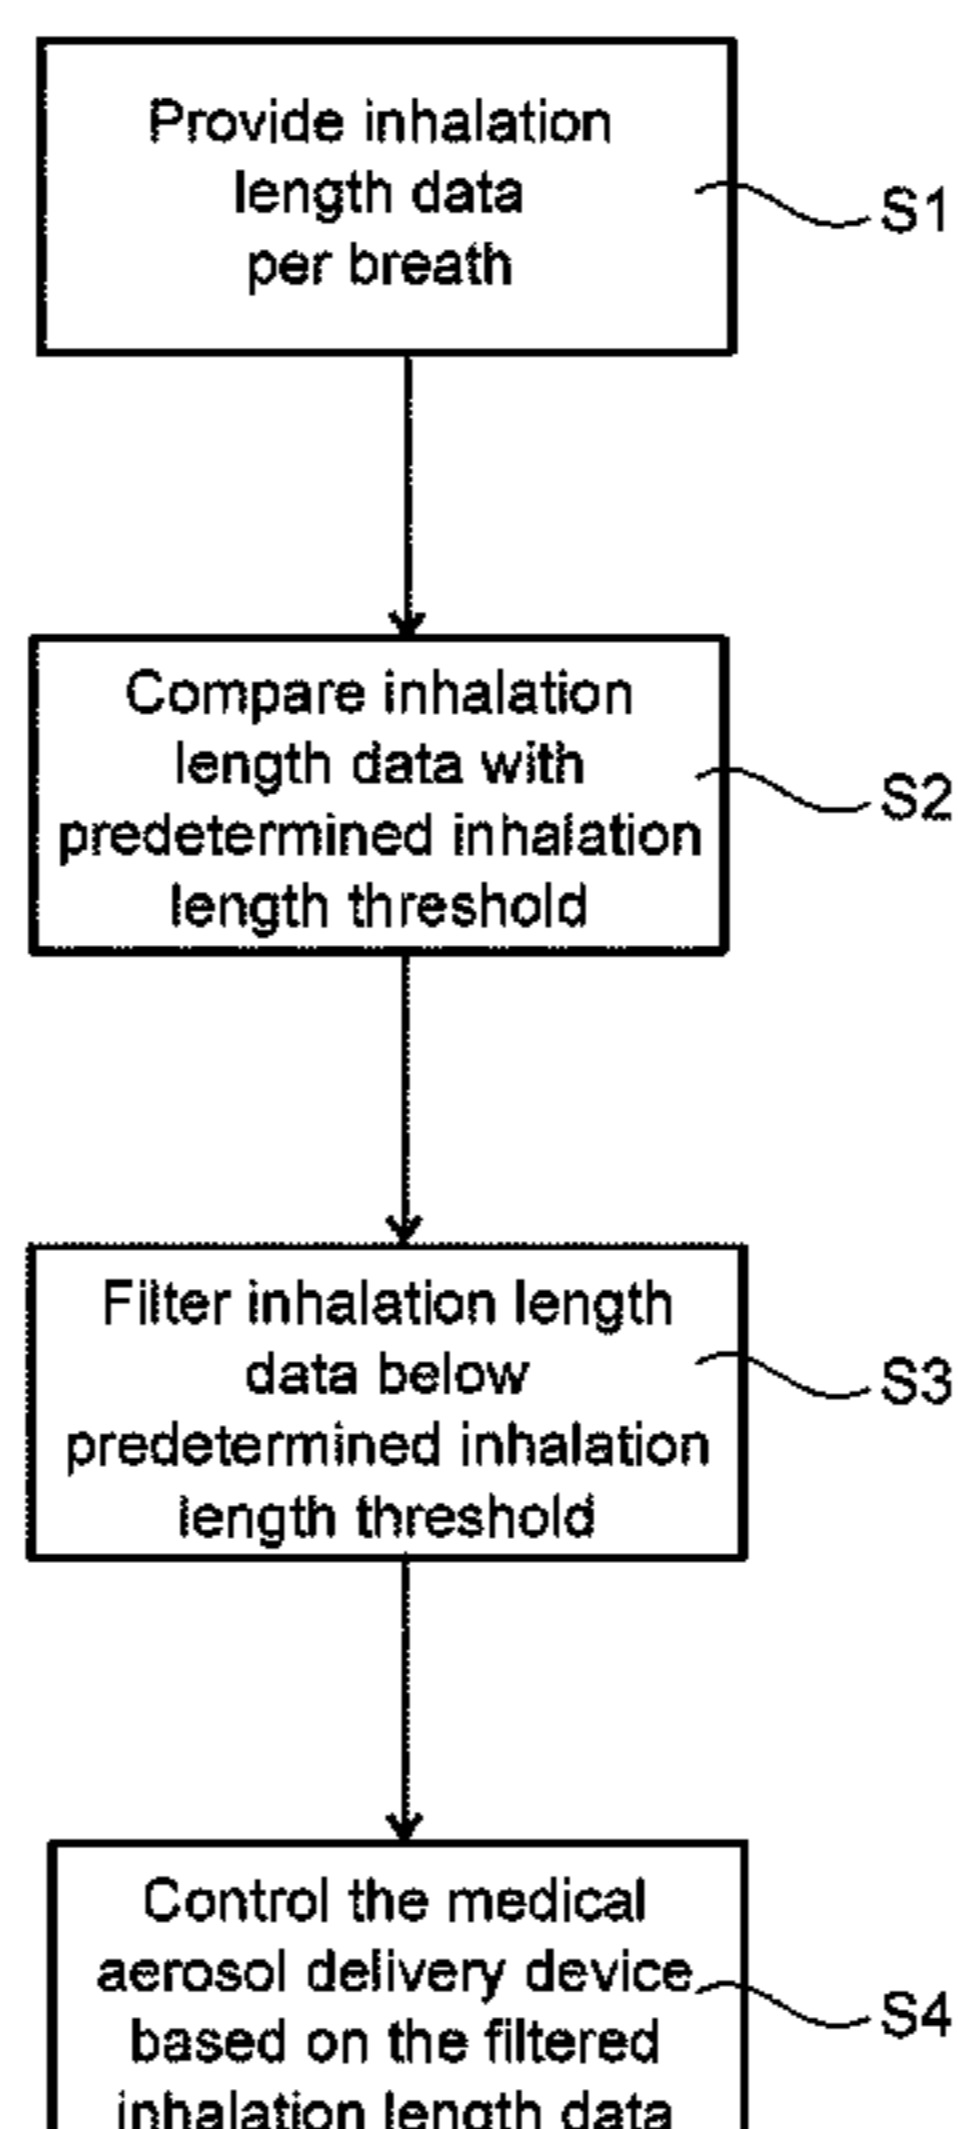 Provide inhalation
length data
per breath
S1
Compare inhalation
length data with
predetermined inhalation
length threshold
S2
Filter inhalation length
data below
predetermined inhalation
length threshold
S3
Control the medical
aerosol delivery device
based on the filtered
inhalation length data
S4